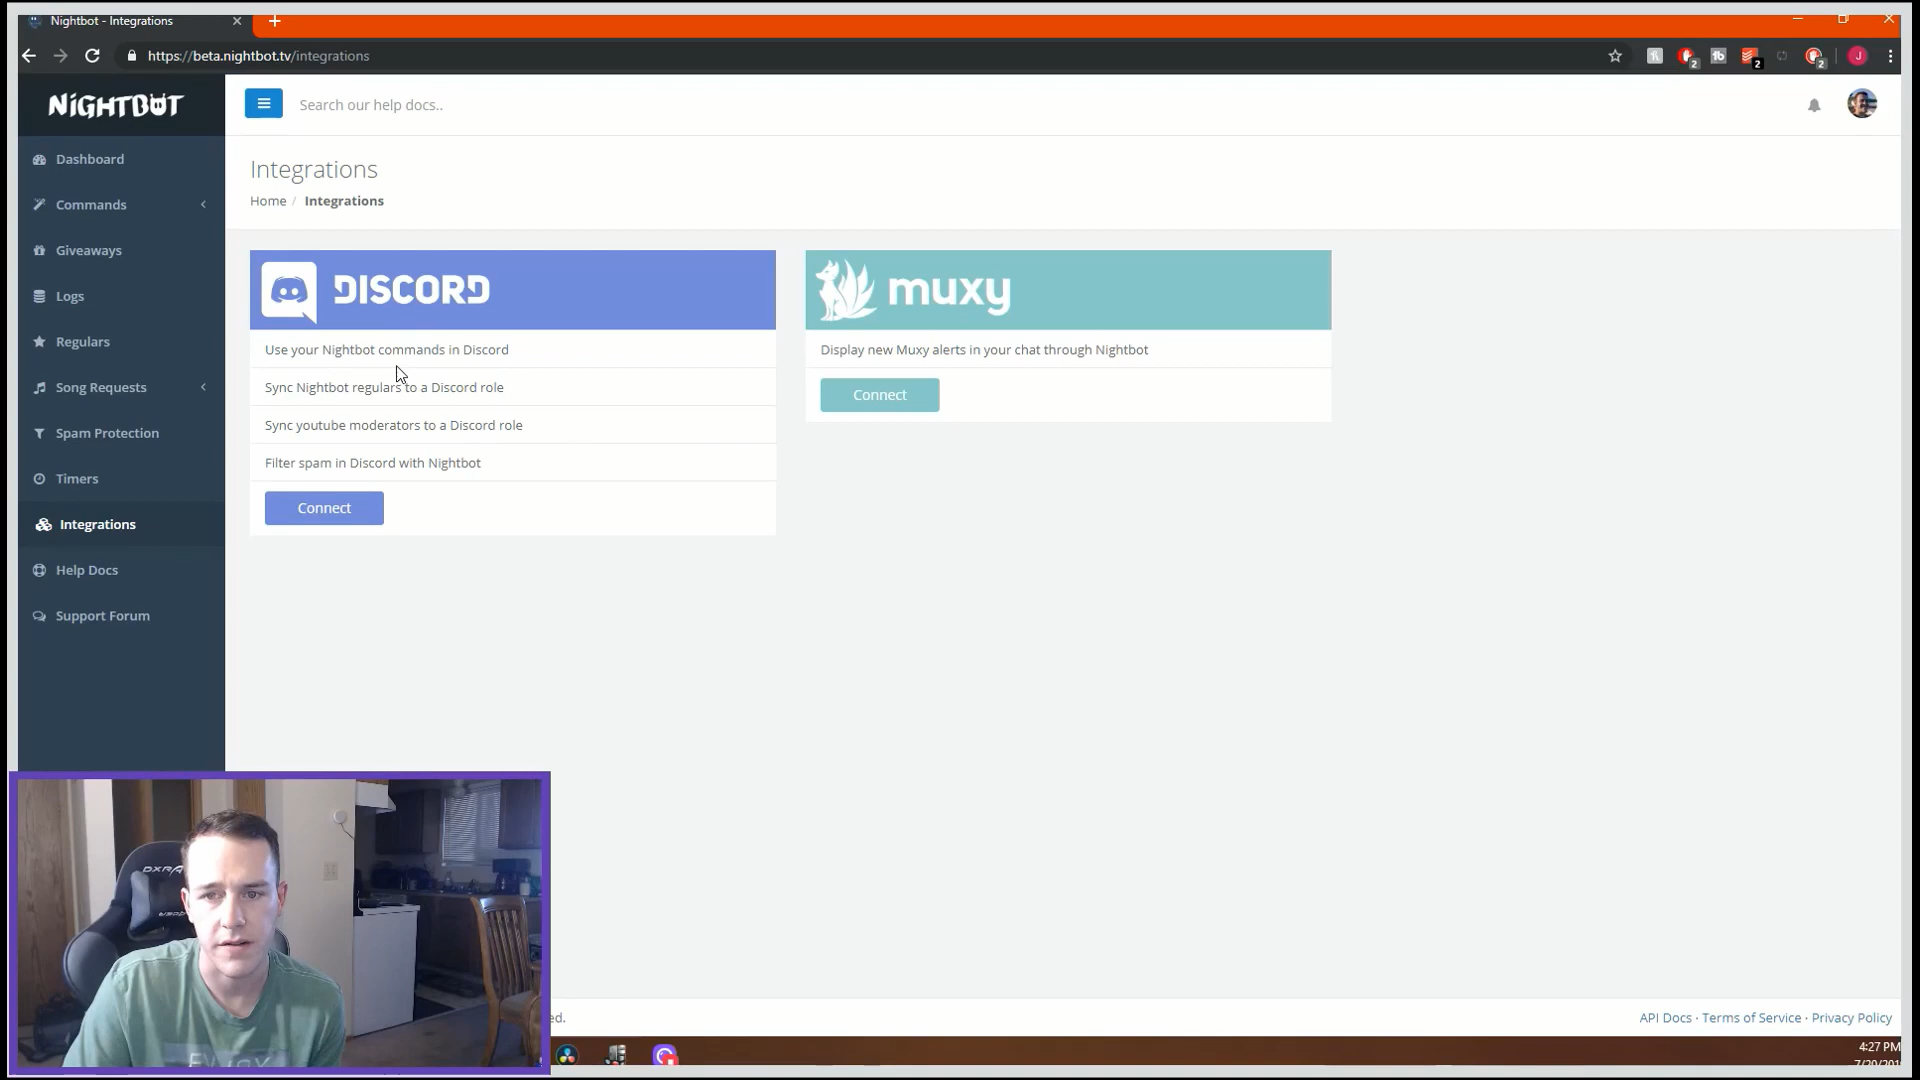 Nightbot - Integrations
https://beta.nightbot.tv/integrations
2
2
2
J
NiGHTBOT
Search our help docs..
Dashboard
Commands
Giveaways
Logs
Regulars
Song Requests
Spam Protection
Timers
Integrations
Help Docs
Support Forum
Integrations
Home / Integrations
DISCORD
Use your Nightbot commands in Discord
Sync Nightbot regulars to a Discord role
Sync youtube moderators to a Discord role
Filter spam in Discord with Nightbot
Connect
muxy
Display new Muxy alerts in your chat through Nightbot
Connect
ed.
API Docs · Terms of Service · Privacy Policy
4:27 PM